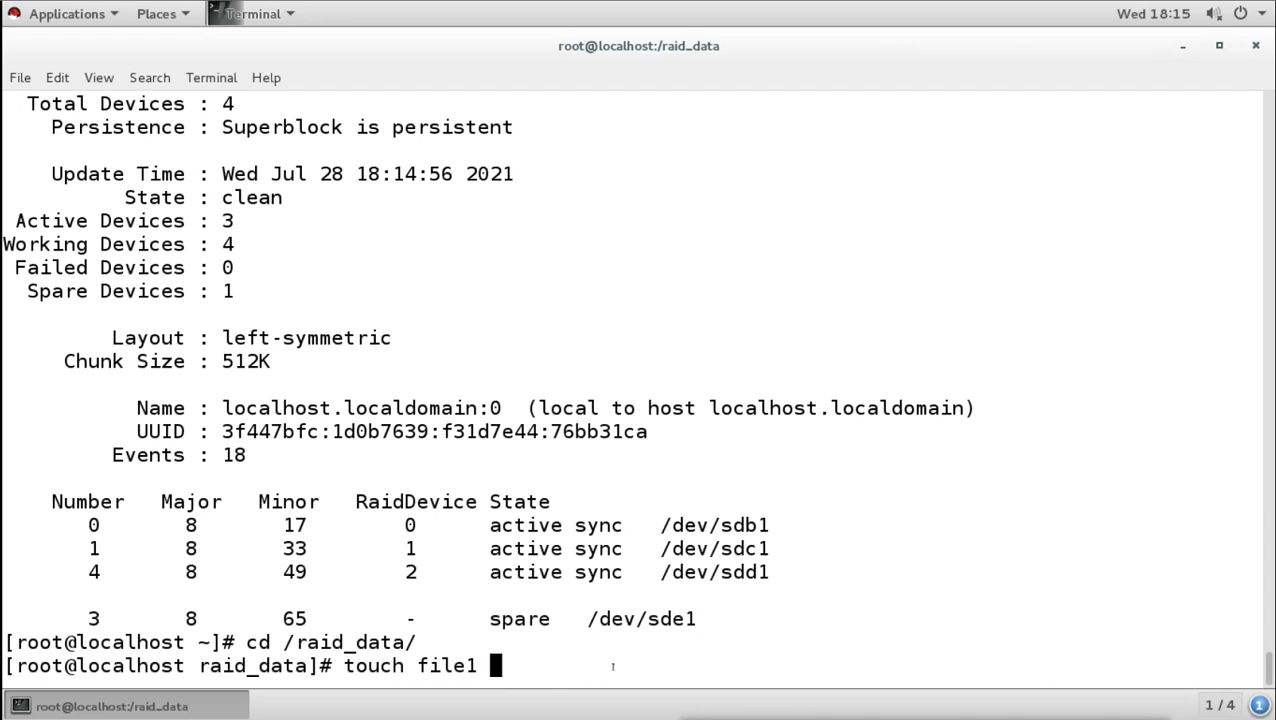 Applications Places Terminal Wed 18:15
root@localhost:/raid_data
File Edit View Search Terminal Help
Total Devices : 4
Persistence : Superblock is persistent
Update Time : Wed Jul 28 18:14:56 2021
State : clean
Active Devices : 3
Working Devices : 4
Failed Devices : 0
Spare Devices : 1
Layout : left-symmetric
Chunk Size : 512K
Name : localhost.localdomain:0 (local to host localhost.localdomain)
UUID : 3f447bfc:1d0b7639:f31d7e44:76bb31ca
Events : 18
Number Major Minor RaidDevice State
0 8 17 0 active sync /dev/sdb1
1 8 33 1 active sync /dev/sdc1
4 8 49 2 active sync /dev/sdd1
3 8 65 - spare /dev/sde1
[root@localhost ~]# cd /raid_data/
[root@localhost raid_data]# touch file1
root@localhost:/raid_data 1 / 4 1